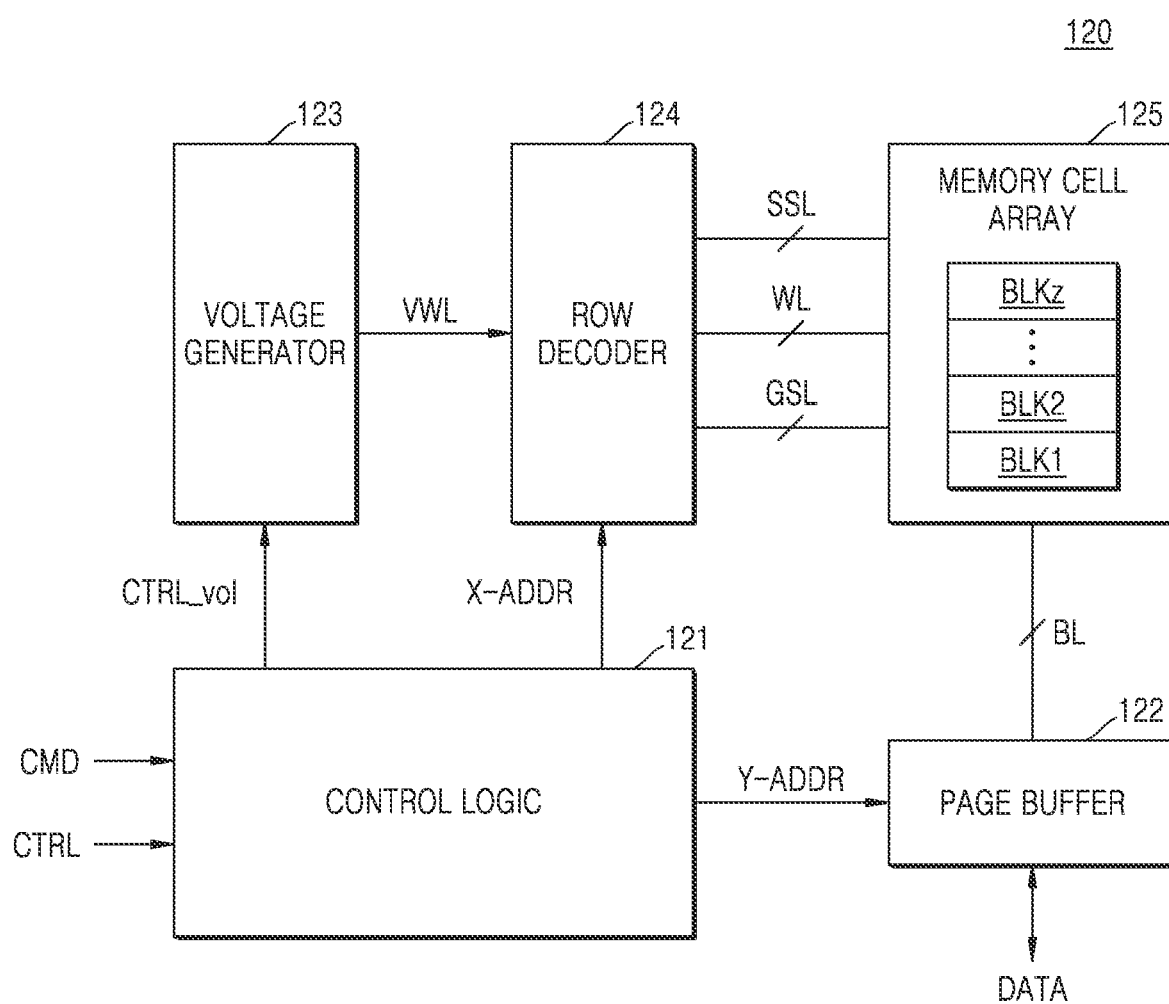 120
123
124
125
VOLTAGE
GENERATOR
VWL
ROW
DECODER
SSL
WL
GSL
MEMORY CELL
ARRAY
BLKz
⋮
BLK2
BLK1
CTRL_vol
X-ADDR
BL
121
122
CMD
CTRL
CONTROL LOGIC
Y-ADDR
PAGE BUFFER
DATA